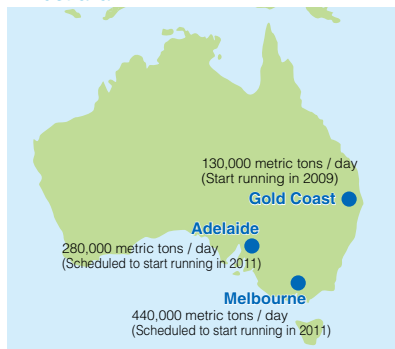 130,000 metric tons / day
(Start running in 2009)
Gold Coast
Adelaide
280,000 metric tons / day
(Scheduled to start running in 2011)
Melbourne
440,000 metric tons / day
(Scheduled to start running in 2011)